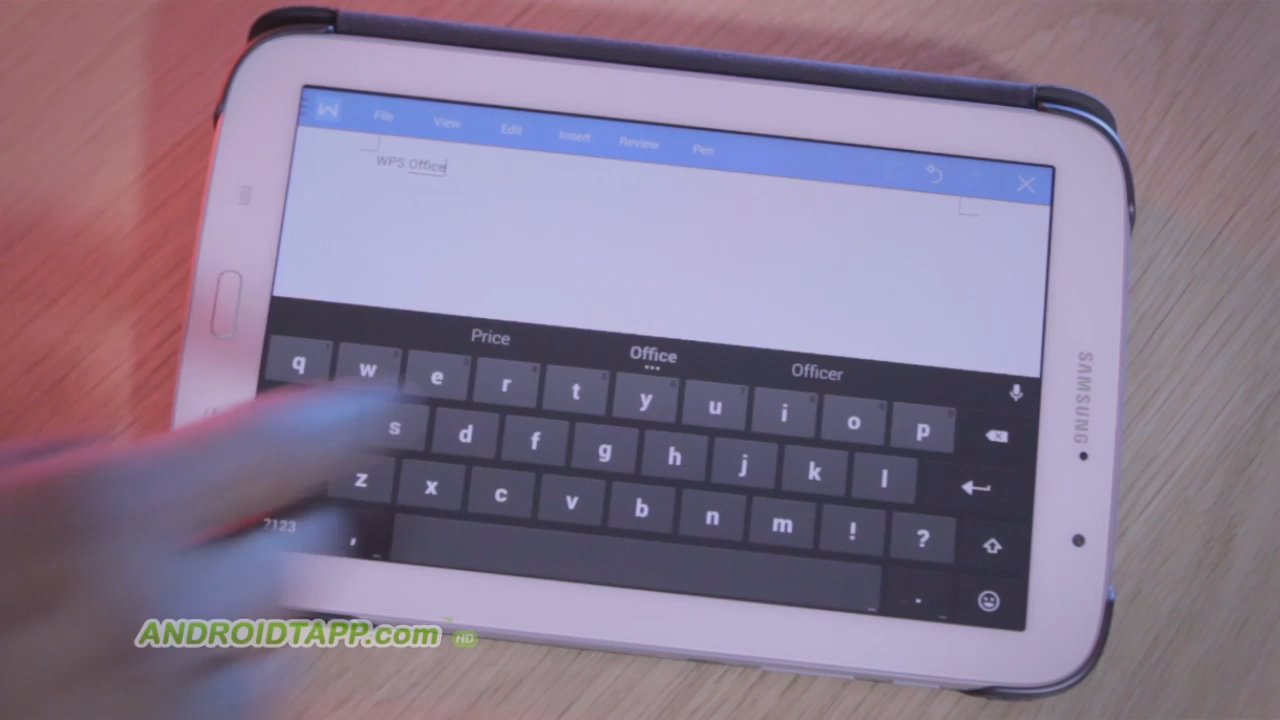 File View Edit Insert Review Pen
WPS Office
Price Office Officer
q w e r t y u i o p
s d f g h j k l
z x c v b n m ! ?
?123 , .
SAMSUNG
ANDROIDTAPP.com HD